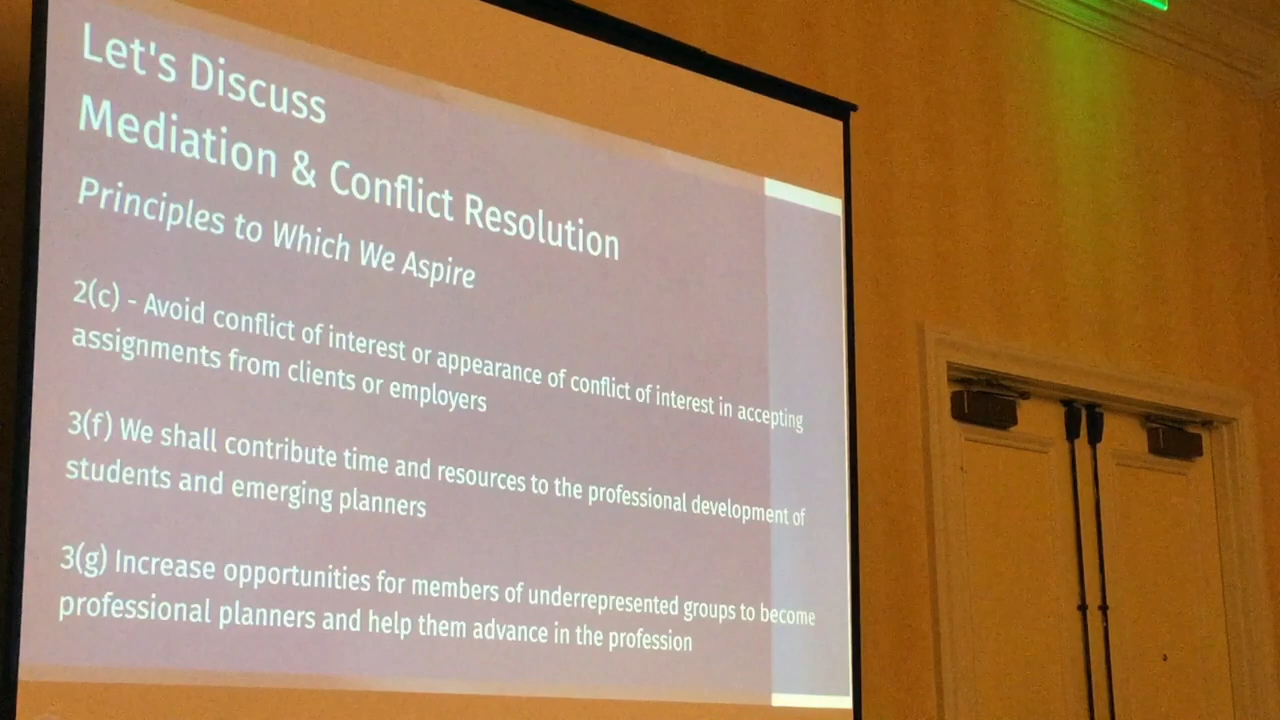 Let's Discuss
Mediation & Conflict Resolution
Principles to Which We Aspire
2(c) - Avoid conflict of interest or appearance of conflict of interest in accepting
assignments from clients or employers
3(f) We shall contribute time and resources to the professional development of
students and emerging planners
3(g) Increase opportunities for members of underrepresented groups to become
professional planners and help them advance in the profession